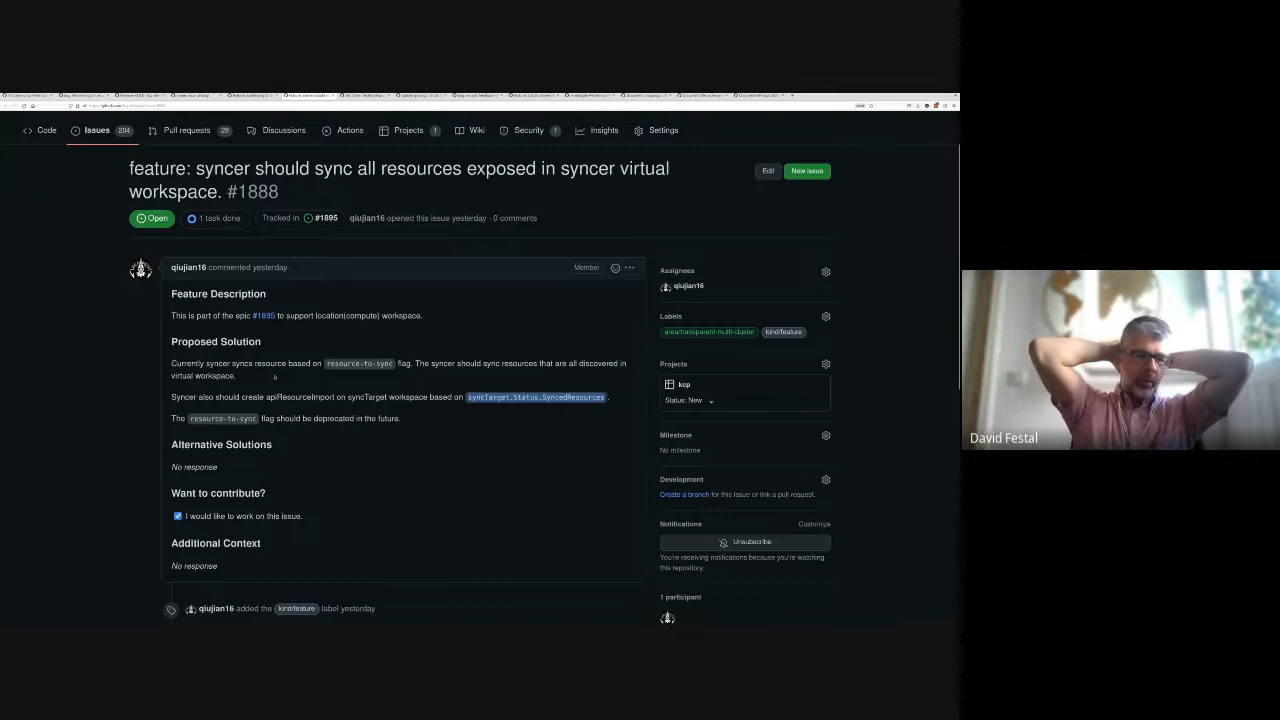 Code
Issues 204
Pull requests 29
Discussions
Actions
Projects 1
Wiki
Security 1
Insights
Settings
feature: syncer should sync all resources exposed in syncer virtual
workspace. #1888
Edit
New issue
Open
1 task done
Tracked in #1895
qiujian16 opened this issue yesterday · 0 comments
qiujian16 commented yesterday
Member
Feature Description
This is part of the epic #1895 to support location(compute) workspace.
Proposed Solution
Currently syncer syncs resource based on resource-to-sync flag. The syncer should sync resources that are all discovered in
virtual workspace.
Syncer also should create apiResourceImport on syncTarget workspace based on syncTarget.Status.SyncedResources.
The resource-to-sync flag should be deprecated in the future.
Alternative Solutions
No response
Want to contribute?
I would like to work on this issue.
Additional Context
No response
qiujian16 added the kind/feature label yesterday
Assignees
qiujian16
Labels
area/transparent-multi-cluster kind/feature
Projects
kcp
Status: New
Milestone
No milestone
Development
Create a branch for this issue or link a pull request.
Notifications
Customize
Unsubscribe
You're receiving notifications because you're watching
this repository.
1 participant
David Festal